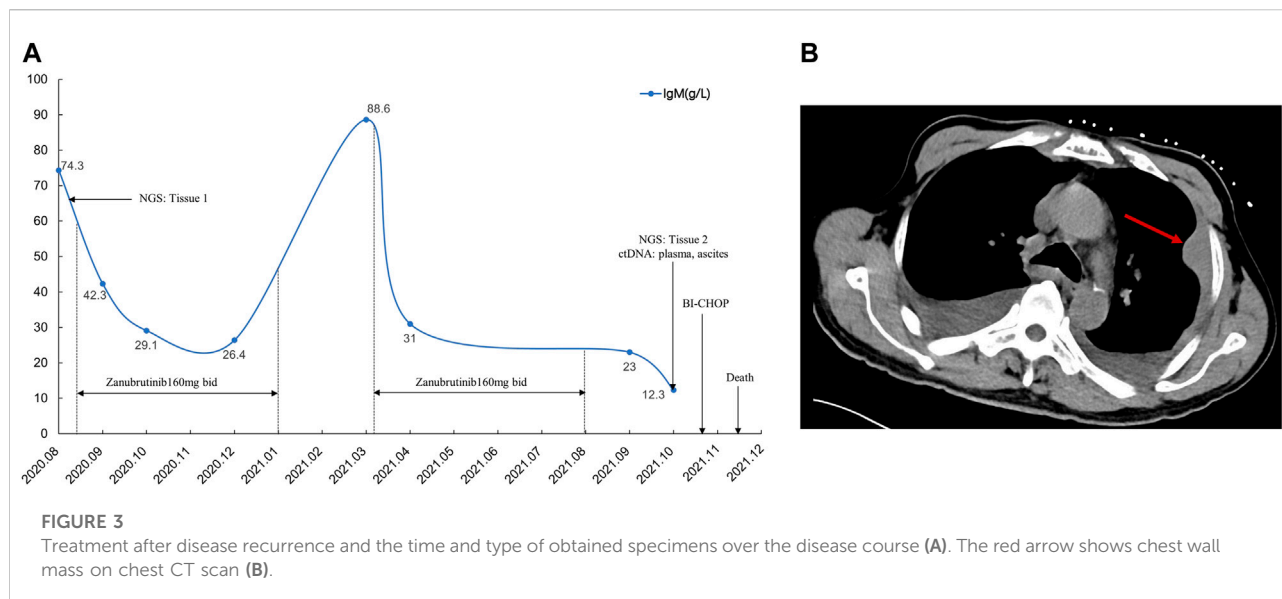 A
B
IgM(g/L)
100
90
80
70
60
50
40
30
20
10
0
74.3
42.3
29.1
26.4
88.6
31
23
12.3
NGS: Tissue 1
NGS: Tissue 2
ctDNA: plasma, ascites
BI-CHOP
Death
Zanubrutinib160mg bid
Zanubrutinib160mg bid
2020.08
2020.09
2020.10
2020.11
2020.12
2021.01
2021.02
2021.03
2021.04
2021.05
2021.06
2021.07
2021.08
2021.09
2021.10
2021.11
2021.12
FIGURE 3
Treatment after disease recurrence and the time and type of obtained specimens over the disease course (A). The red arrow shows chest wall
mass on chest CT scan (B).